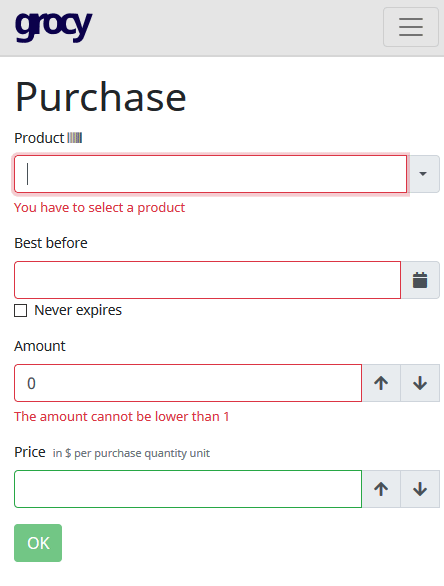 grocy
Purchase
Product
You have to select a product
Best before
Never expires
Amount
0
The amount cannot be lower than 1
Price in $ per purchase quantity unit
OK